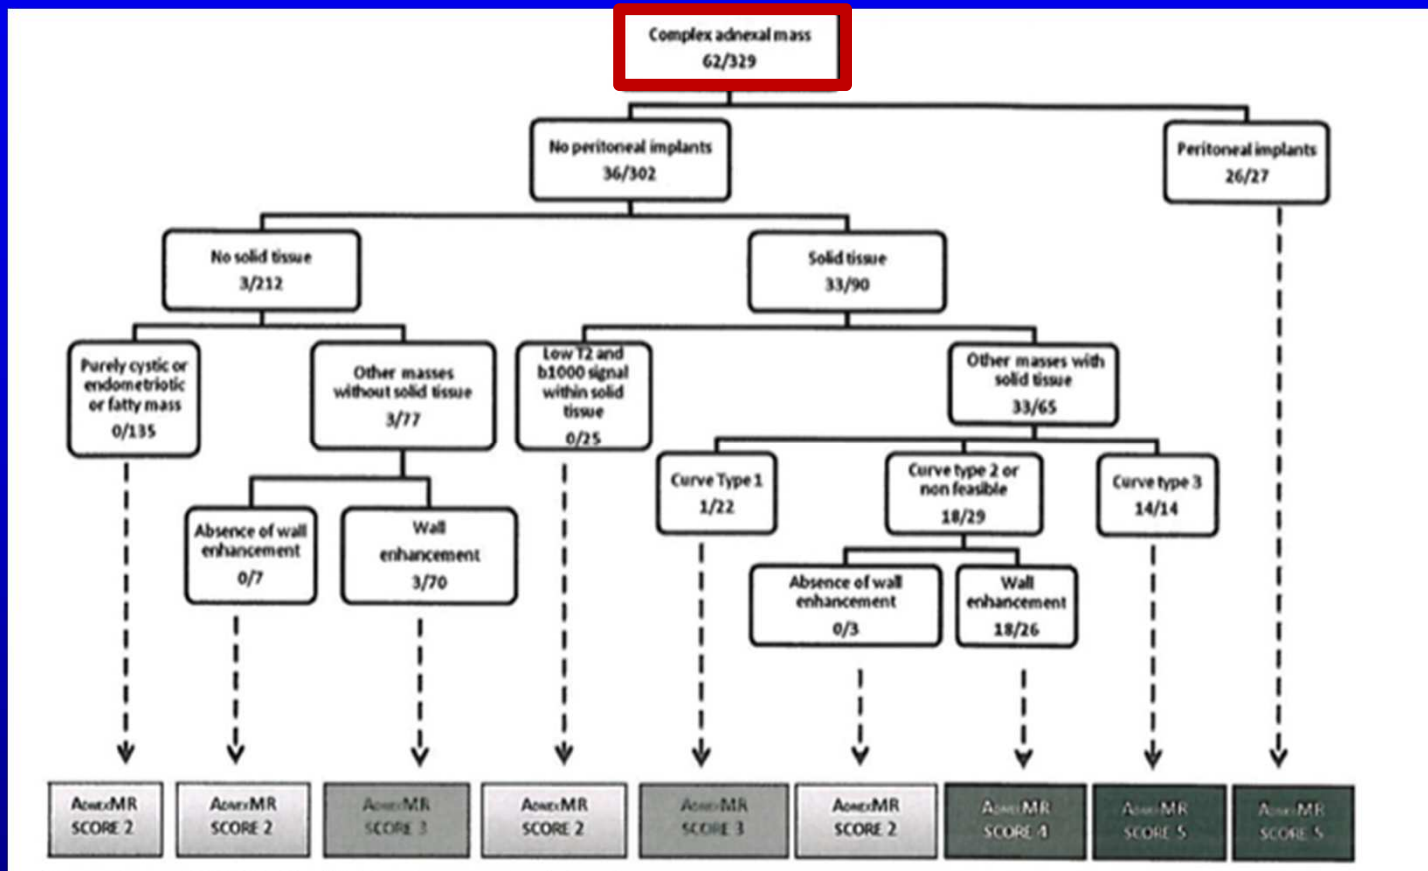 Complex adnexal mass
62/329
No peritoneal implants
36/302
Peritoneal implants
26/27
No solid tissue
3/212
Solid tissue
33/90
Purely cystic or
endometriotic
or fatty mass
0/135
Other masses
without solid tissue
3/77
Low T2 and
b1000 signal
within solid
tissue
0/25
Other masses with
solid tissue
33/65
Curve Type 1
1/22
Curve type 2 or
non feasible
18/29
Curve type 3
14/14
Absence of wall
enhancement
0/7
Wall
enhancement
3/70
Absence of wall
enhancement
0/3
Wall
enhancement
18/26
AdnexMR
SCORE 2
AdnexMR
SCORE 2
AdnexMR
SCORE 3
AdnexMR
SCORE 2
AdnexMR
SCORE 3
AdnexMR
SCORE 2
AdnexMR
SCORE 4
AdnexMR
SCORE 5
AdnexMR
SCORE 5